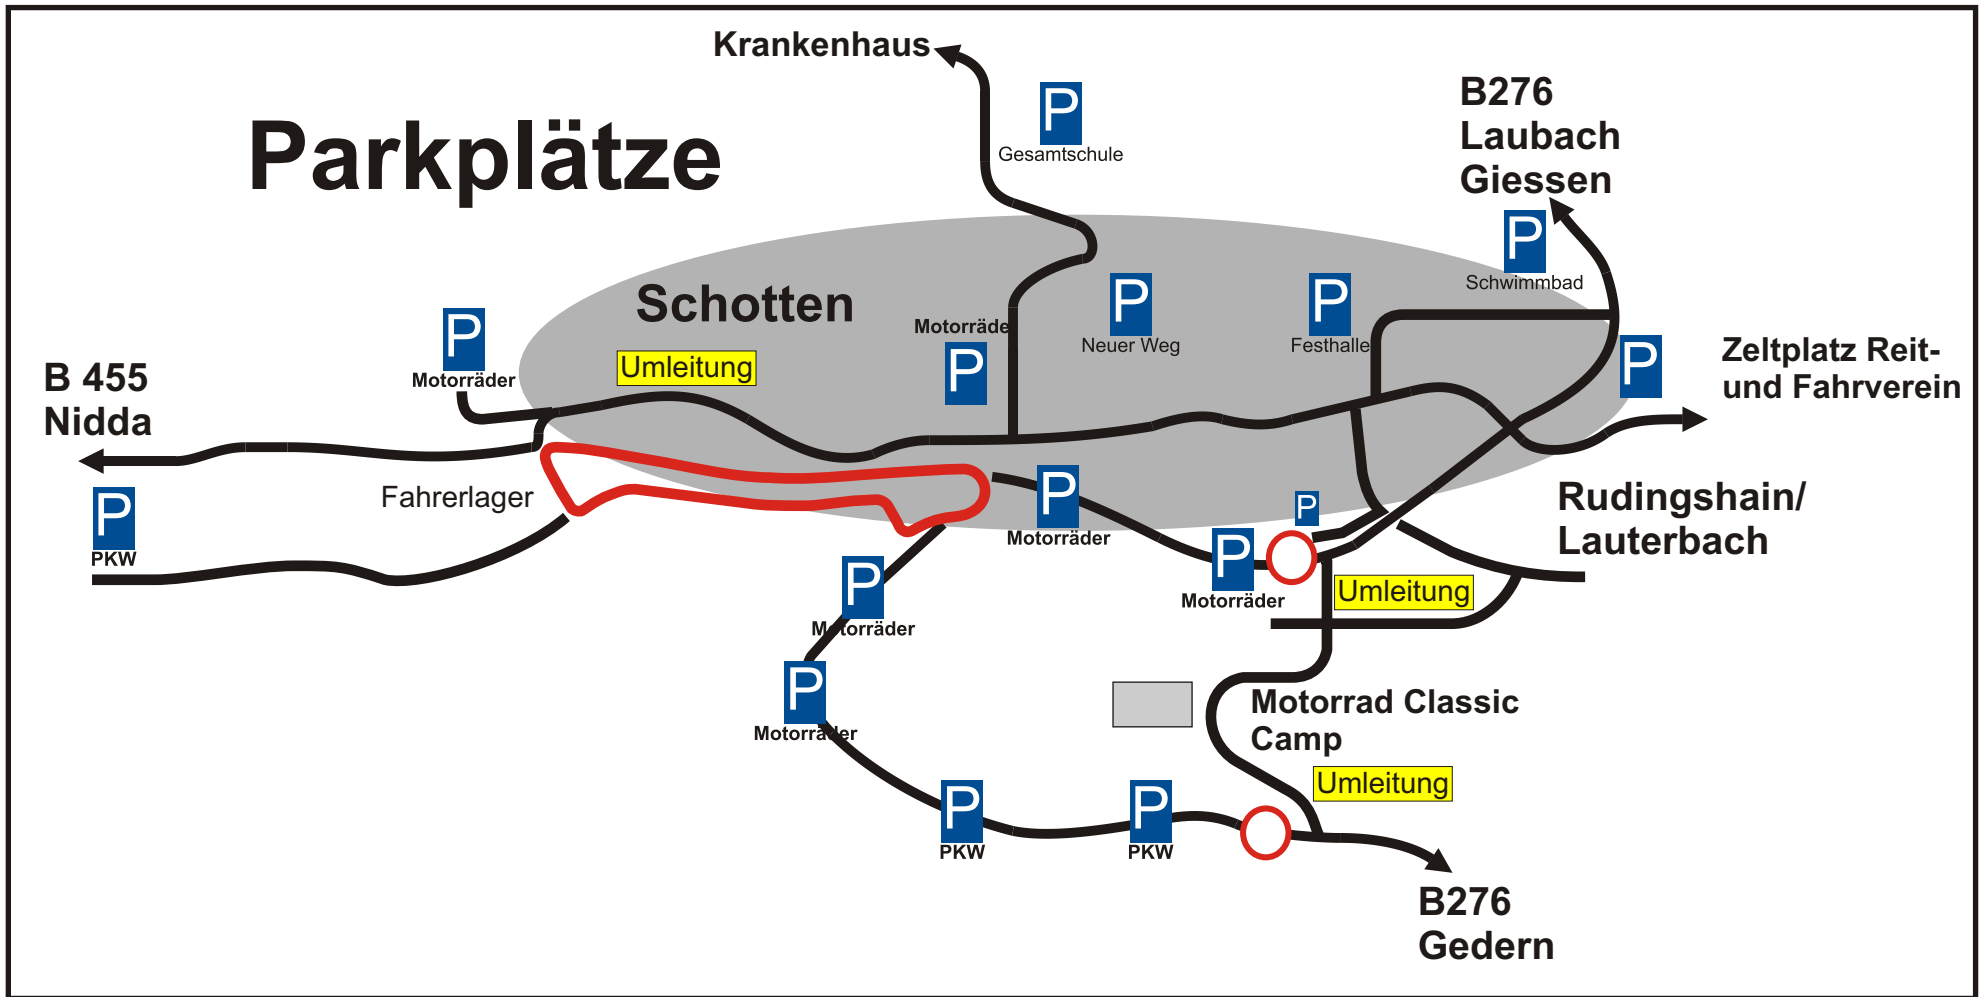 Krankenhaus
P
Gesamtschule
B276
Laubach
Giessen
Parkplätze
P
Schwimmbad
Schotten
P
Neuer Weg
P
Festhalle
P
Motorräder
Motorräder
P
Umleitung
P
Zeltplatz Reit-
und Fahrverein
B 455
Nidda
P
PKW
Fahrerlager
P
Motorräder
P
Rudingshain/
Lauterbach
P
Motorräder
Umleitung
P
Motorräder
P
Motorräder
Motorrad Classic
Camp
Umleitung
P
PKW
P
PKW
B276
Gedern